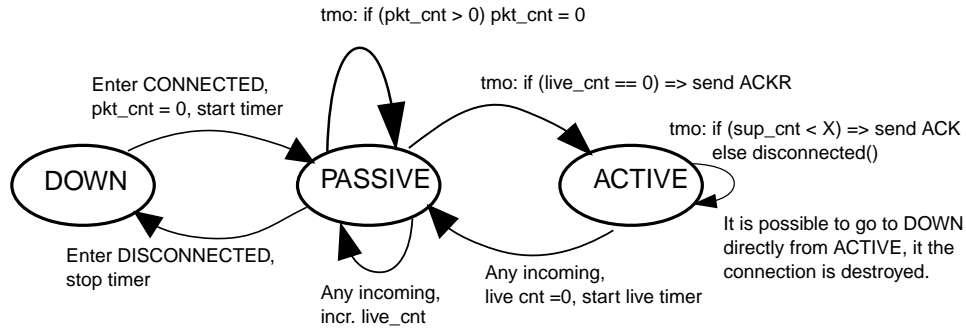 tmo: if (pkt_cnt > 0) pkt_cnt = 0
Enter CONNECTED,
pkt_cnt = 0, start timer
tmo: if (live_cnt == 0) => send ACKR
tmo: if (sup_cnt < X) => send ACK
else disconnected()
DOWN
PASSIVE
ACTIVE
Enter DISCONNECTED,
stop timer
Any incoming,
incr. live_cnt
Any incoming,
live cnt =0, start live timer
It is possible to go to DOWN
directly from ACTIVE, it the
connection is destroyed.